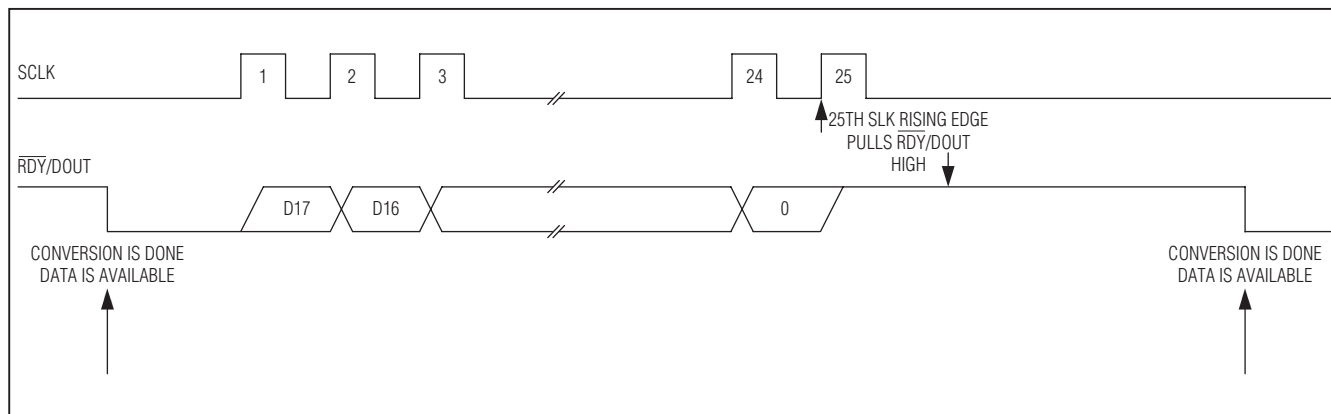 SCLK
1
2
3
24
25
25TH SLK RISING EDGE
PULLS RDY/DOUT
HIGH
RDY/DOUT
D17
D16
0
CONVERSION IS DONE
DATA IS AVAILABLE
CONVERSION IS DONE
DATA IS AVAILABLE